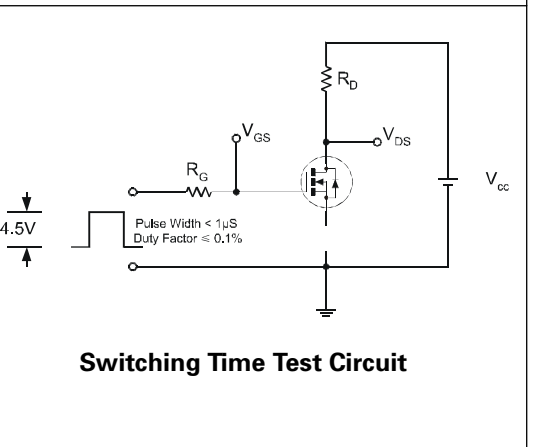 R_D
V_GS
V_DS
R_G
V_cc
4.5V
Pulse Width < 1µS
Duty Factor ≤ 0.1%
Switching Time Test Circuit